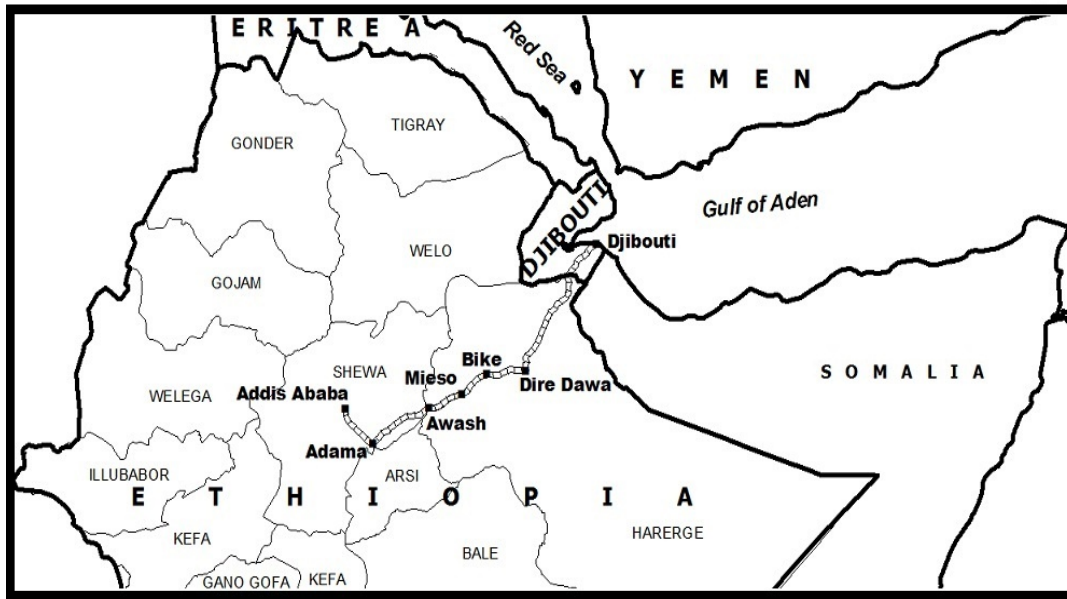 ERITREA
Red Sea
YEMEN
TIGRAY
GONDER
DJIBOUTI
Gulf of Aden
Djibouti
WELO
GOJAM
Bike
SHEWA
Mieso
Dire Dawa
SOMALIA
WELEGA
Addis Ababa
Awash
Adama
ILLUBABOR
ARSI
ETHIOPIA
HARERGE
KEFA
BALE
GANO GOFA
KEFA